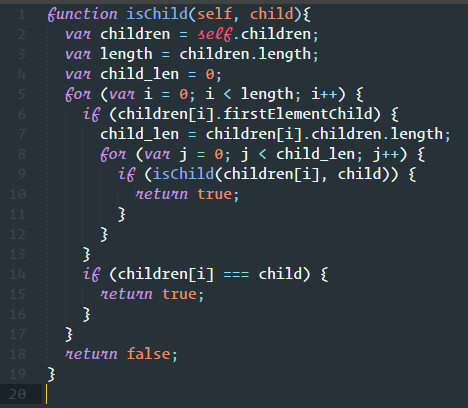 1 function isChild(self, child){
2   var children = self.children;
3   var length = children.length;
4   var child_len = 0;
5   for (var i = 0; i < length; i++) {
6     if (children[i].firstElementChild) {
7       child_len = children[i].children.length;
8       for (var j = 0; j < child_len; j++) {
9         if (isChild(children[i], child)) {
10           return true;
11         }
12       }
13     }
14     if (children[i] === child) {
15       return true;
16     }
17   }
18   return false;
19 }
20